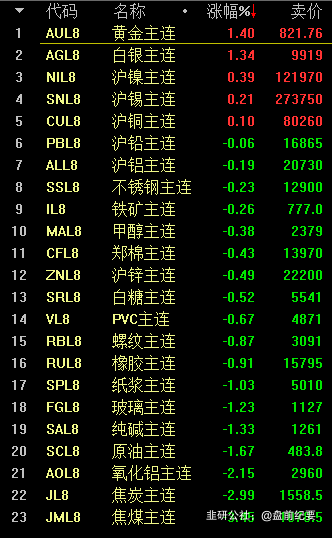 代码 名称 涨幅%↓ 卖价
1 AUL8 黄金主连 1.40 821.76
2 AGL8 白银主连 1.34 9919
3 NIL8 沪镍主连 0.39 121970
4 SNL8 沪锡主连 0.21 273750
5 CUL8 沪铜主连 0.10 80260
6 PBL8 沪铅主连 -0.06 16865
7 ALL8 沪铝主连 -0.19 20730
8 SSL8 不锈钢主连 -0.23 12900
9 IL8 铁矿主连 -0.26 777.0
10 MAL8 甲醇主连 -0.38 2379
11 CFL8 郑棉主连 -0.43 13970
12 ZNL8 沪锌主连 -0.49 22200
13 SRL8 白糖主连 -0.52 5541
14 VL8 PVC主连 -0.67 4871
15 RBL8 螺纹主连 -0.87 3091
16 RUL8 橡胶主连 -0.91 15795
17 SPL8 纸浆主连 -1.03 5010
18 FGL8 玻璃主连 -1.23 1127
19 SAL8 纯碱主连 -1.33 1261
20 SCL8 原油主连 -1.67 483.8
21 AOL8 氧化铝主连 -2.15 2960
22 JL8 焦炭主连 -2.99 1558.5
23 JML8 焦煤主连
韭研公社 @盘前纪要